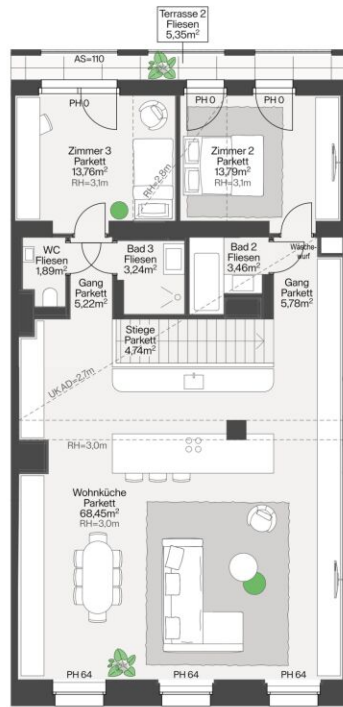 Terrasse 2
Fliesen
5,35m²
AS=110
PH 0
PH 0
PH 0
Zimmer 3
Parkett
13,76m²
RH=3,1m
RH=2,8m
Zimmer 2
Parkett
13,79m²
RH=3,1m
WC
Fliesen
1,89m²
Gang
Parkett
5,22m²
Bad 3
Fliesen
3,24m²
Bad 2
Fliesen
3,46m²
Wäsche-
wurf
Gang
Parkett
5,78m²
Stiege
Parkett
4,74m²
UK AD=2,7m
RH=3,0m
Wohnküche
Parkett
68,45m²
RH=3,0m
PH 64
PH 64
PH 64